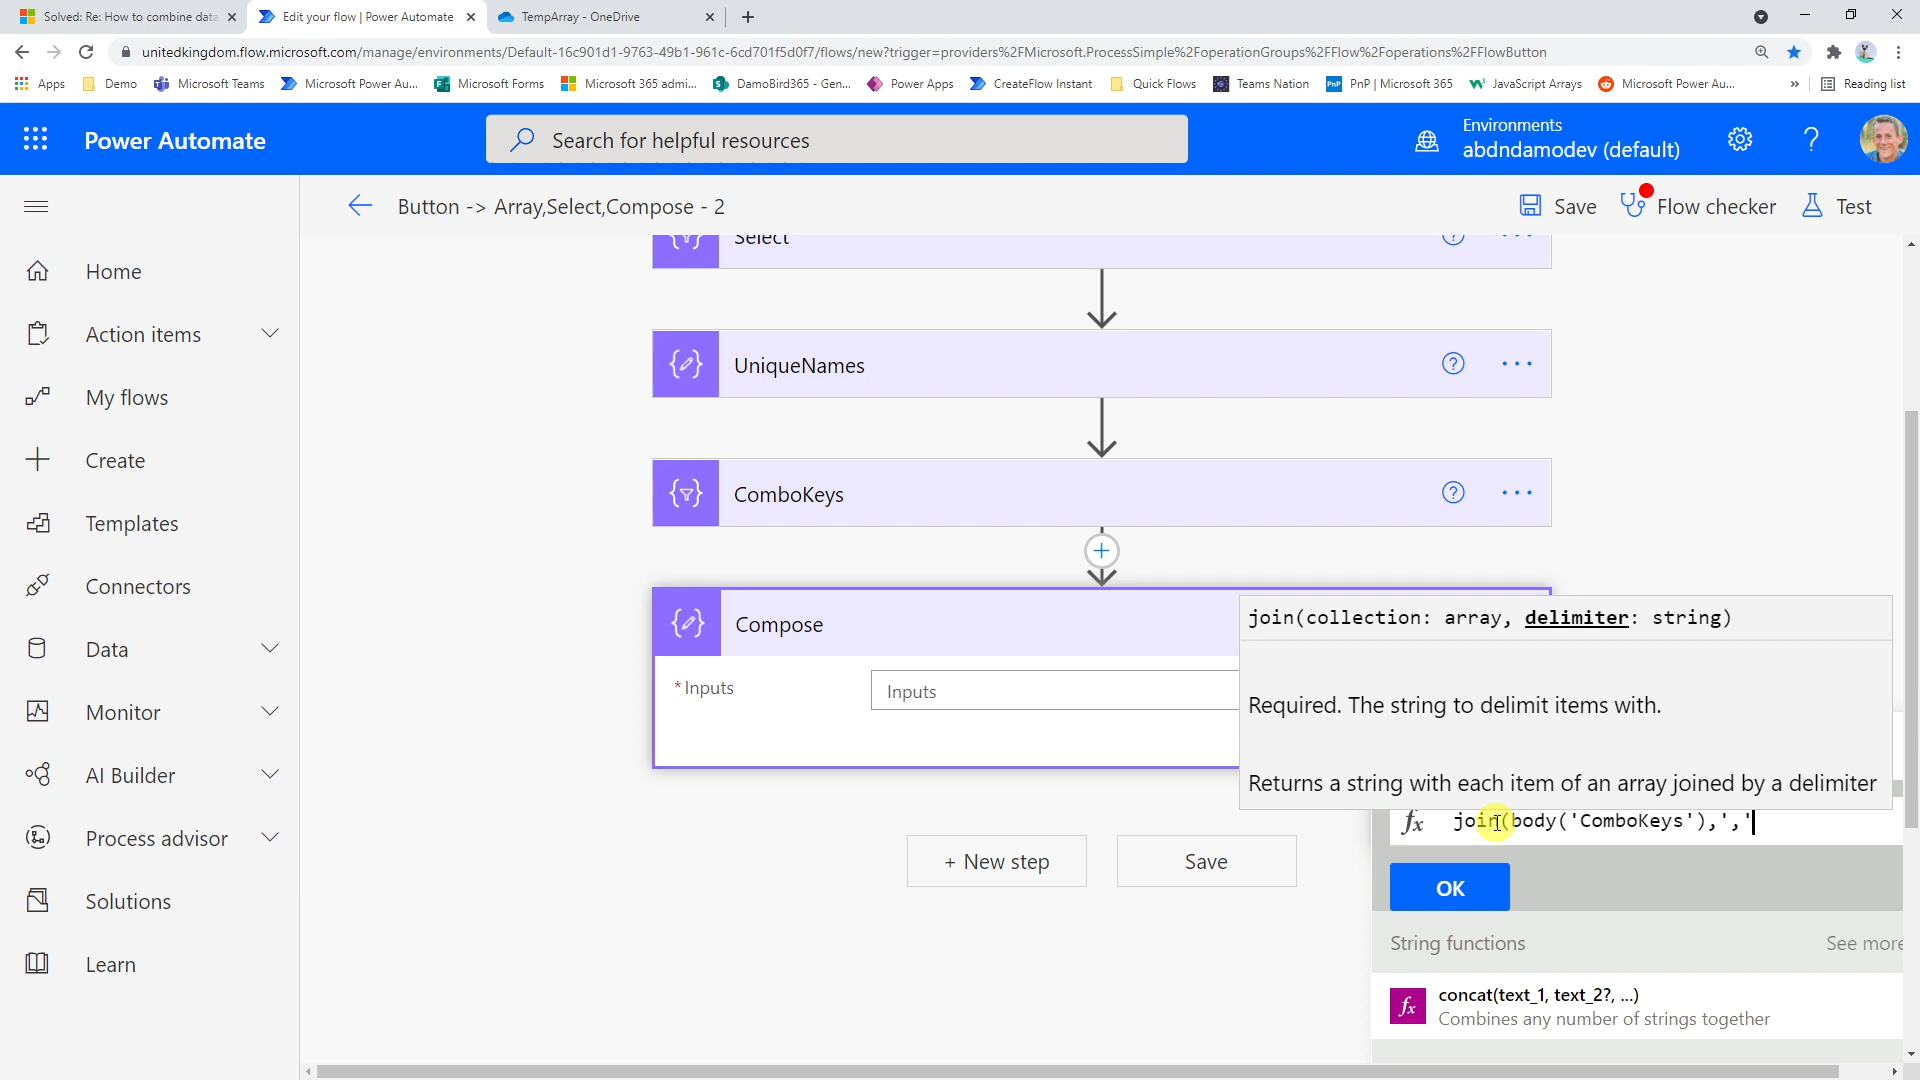 Solved: Re: How to combine data
Edit your flow | Power Automate
TempArray - OneDrive
unitedkingdom.flow.microsoft.com/manage/environments/Default-16c901d1-9763-49b1-961c-6cd701f5d0f7/flows/new?trigger=providers%2FMicrosoft.ProcessSimple%2FoperationGroups%2FFlow%2Foperations%2FFlowButton
Apps
Demo
Microsoft Teams
Microsoft Power Au...
Microsoft Forms
Microsoft 365 admi...
DamoBird365 - Gen...
Power Apps
CreateFlow Instant
Quick Flows
Teams Nation
PnP | Microsoft 365
JavaScript Arrays
Microsoft Power Au...
»
Reading list
Power Automate
Search for helpful resources
Environments
abdndamodev (default)
Button -> Array,Select,Compose - 2
Save
Flow checker
Test
Home
Action items
My flows
Create
Templates
Connectors
Data
Monitor
AI Builder
Process advisor
Solutions
Learn
Select
UniqueNames
ComboKeys
Compose
* Inputs
Inputs
join(collection: array, delimiter: string)
Required. The string to delimit items with.
Returns a string with each item of an array joined by a delimiter
fx join(body('ComboKeys'),','
OK
+ New step
Save
String functions
See more
fx concat(text_1, text_2?, ...)
Combines any number of strings together